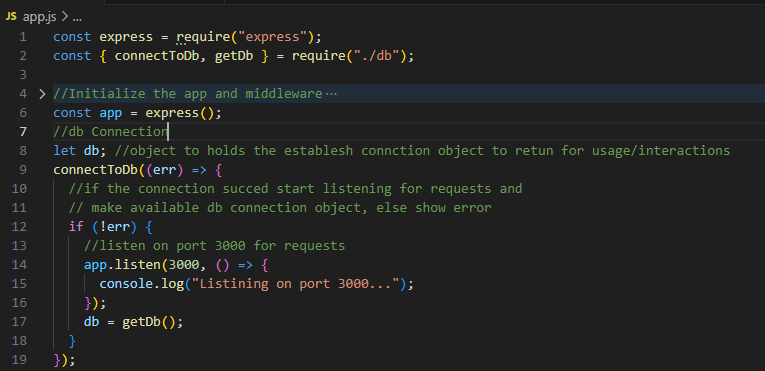 JS app.js > ...
1 const express = require("express");
2 const { connectToDb, getDb } = require("./db");
3
4 > //Initialize the app and middleware ···
6 const app = express();
7 //db Connection
8 let db; //object to holds the establesh connction object to retun for usage/interactions
9 connectToDb((err) => {
10   //if the connection succed start listening for requests and
11   // make available db connection object, else show error
12   if (!err) {
13     //listen on port 3000 for requests
14     app.listen(3000, () => {
15       console.log("Listining on port 3000...");
16     });
17     db = getDb();
18   }
19 });